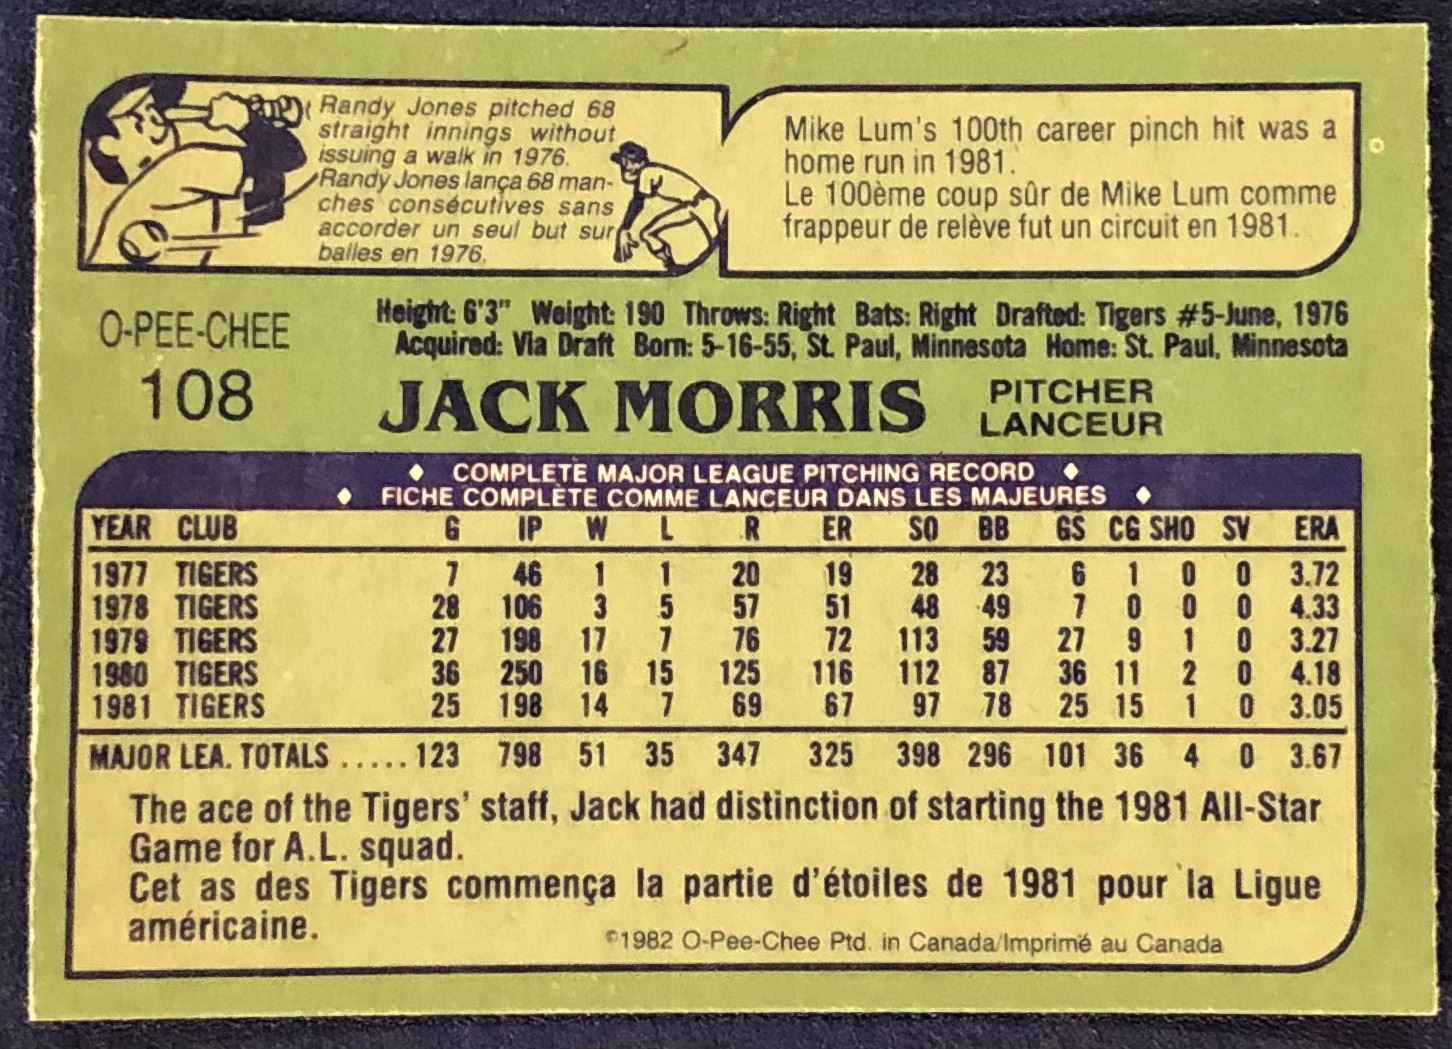 Randy Jones pitched 68
straight innings without
issuing a walk in 1976.
Randy Jones lança 68 man-
ches consécutives sans
accorder un seul but sur
balles en 1976.
Mike Lum's 100th career pinch hit was a
home run in 1981.
Le 100ème coup sûr de Mike Lum comme
frappeur de relève fut un circuit en 1981.
O-PEE-CHEE
108
Height: 6'3" Weight: 190 Throws: Right Bats: Right Drafted: Tigers #5-June, 1976
Acquired: Via Draft Born: 5-16-55, St. Paul, Minnesota Home: St. Paul, Minnesota
JACK MORRIS
PITCHER
LANCEUR
COMPLETE MAJOR LEAGUE PITCHING RECORD
FICHE COMPLÈTE COMME LANCEUR DANS LES MAJEURES
YEAR CLUB G IP W L R ER SO BB GS CG SHO SV ERA
1977 TIGERS 7 46 1 1 20 19 28 23 6 1 0 0 3.72
1978 TIGERS 28 106 3 5 57 51 48 49 7 0 0 0 4.33
1979 TIGERS 27 198 17 7 76 72 113 59 27 9 1 0 3.27
1980 TIGERS 36 250 16 15 125 116 112 87 36 11 2 0 4.18
1981 TIGERS 25 198 14 7 69 67 97 78 25 15 1 0 3.05
MAJOR LEA. TOTALS ..... 123 798 51 35 347 325 398 296 101 36 4 0 3.67
The ace of the Tigers' staff, Jack had distinction of starting the 1981 All-Star
Game for A.L. squad.
Cet as des Tigers commença la partie d'étoiles de 1981 pour la Ligue
américaine.
©1982 O-Pee-Chee Ptd. in Canada/Imprimé au Canada